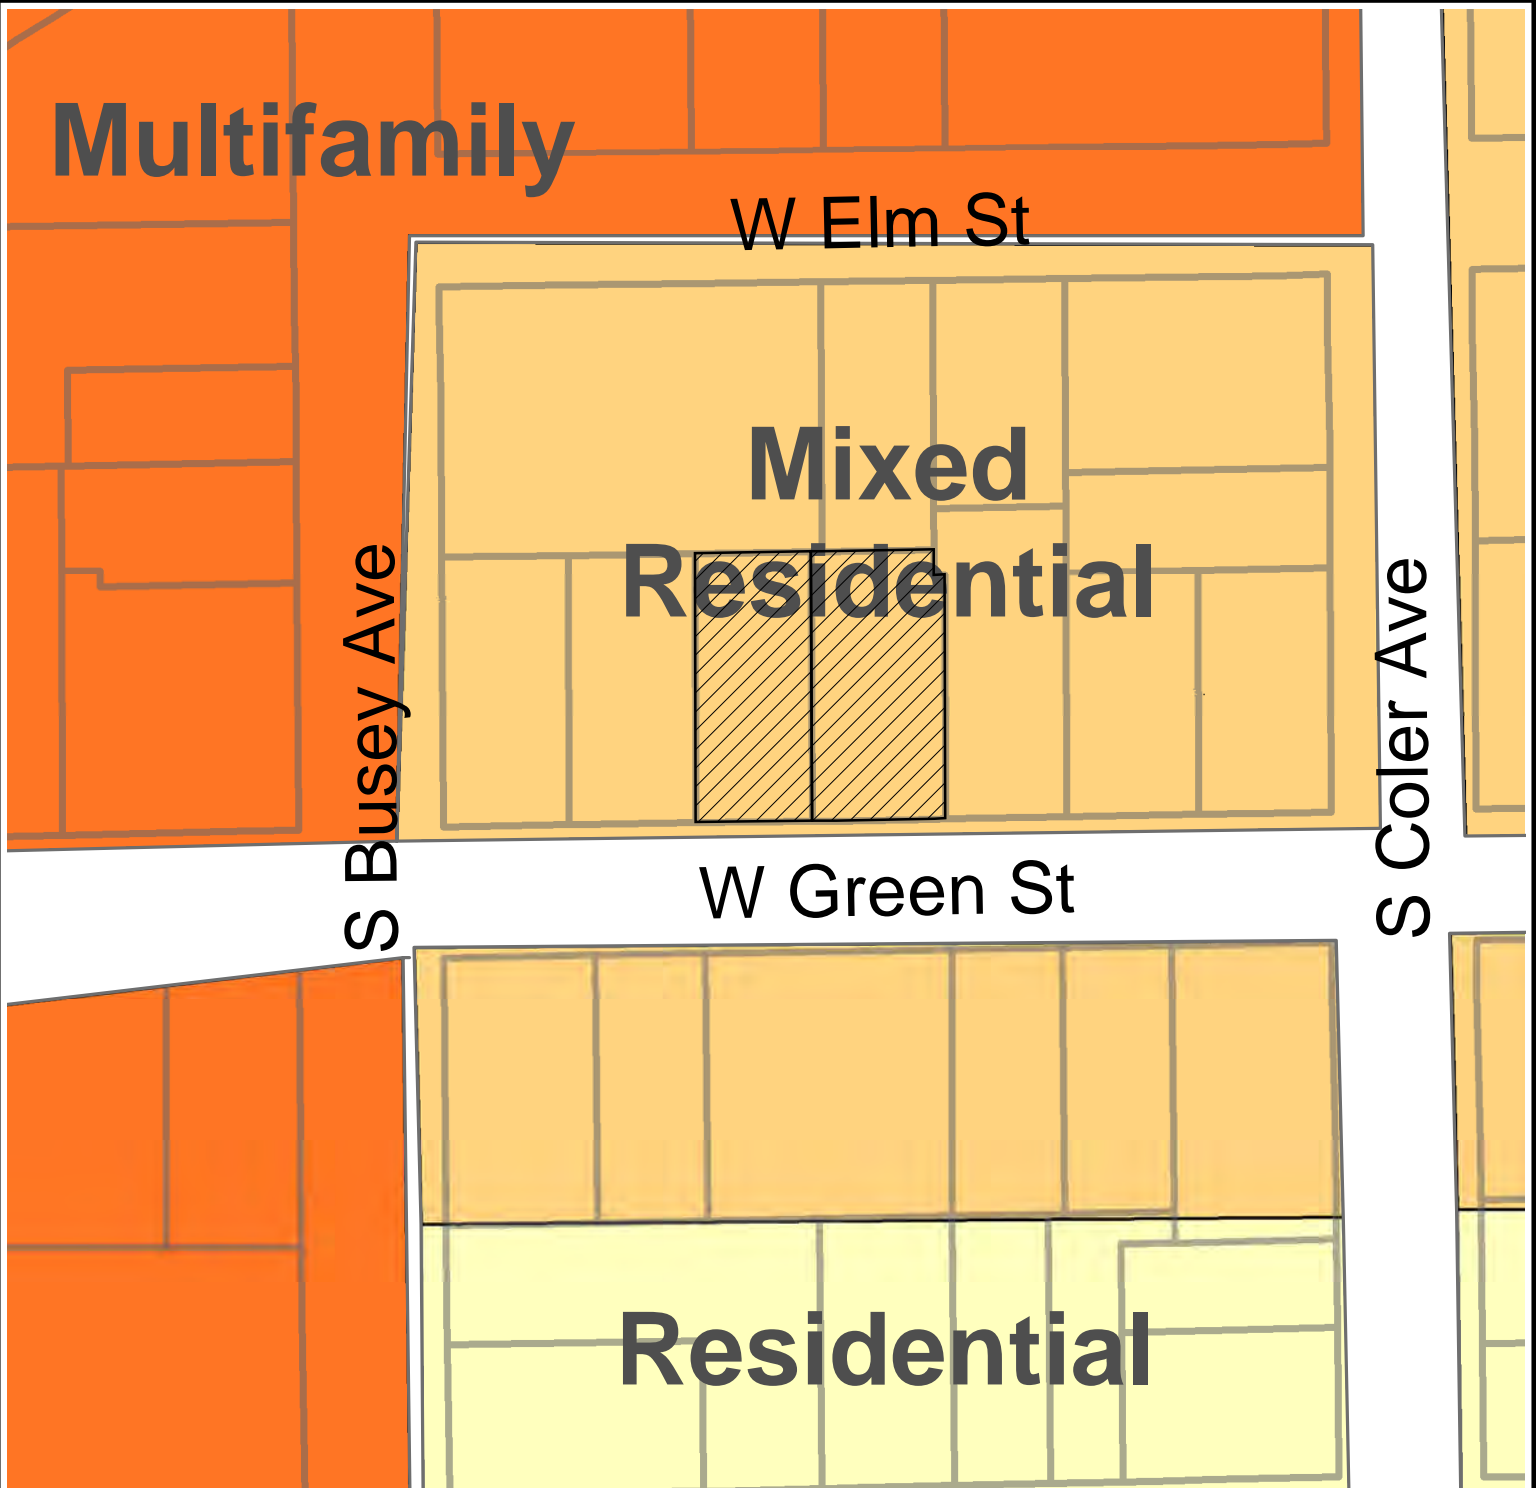 Multifamily
W Elm St
Mixed
Residential
S Busey Ave
S Coler Ave
W Green St
Residential